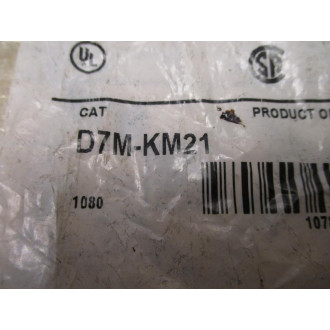 UL
SP
CAT PRODUCT O
D7M-KM21
1080 107